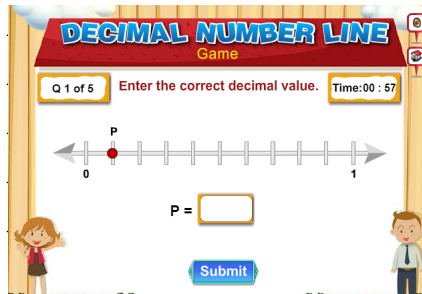 DECIMAL NUMBER LINE
Game
Q 1 of 5
Enter the correct decimal value.
Time:00 : 57
P
0
1
P =
Submit